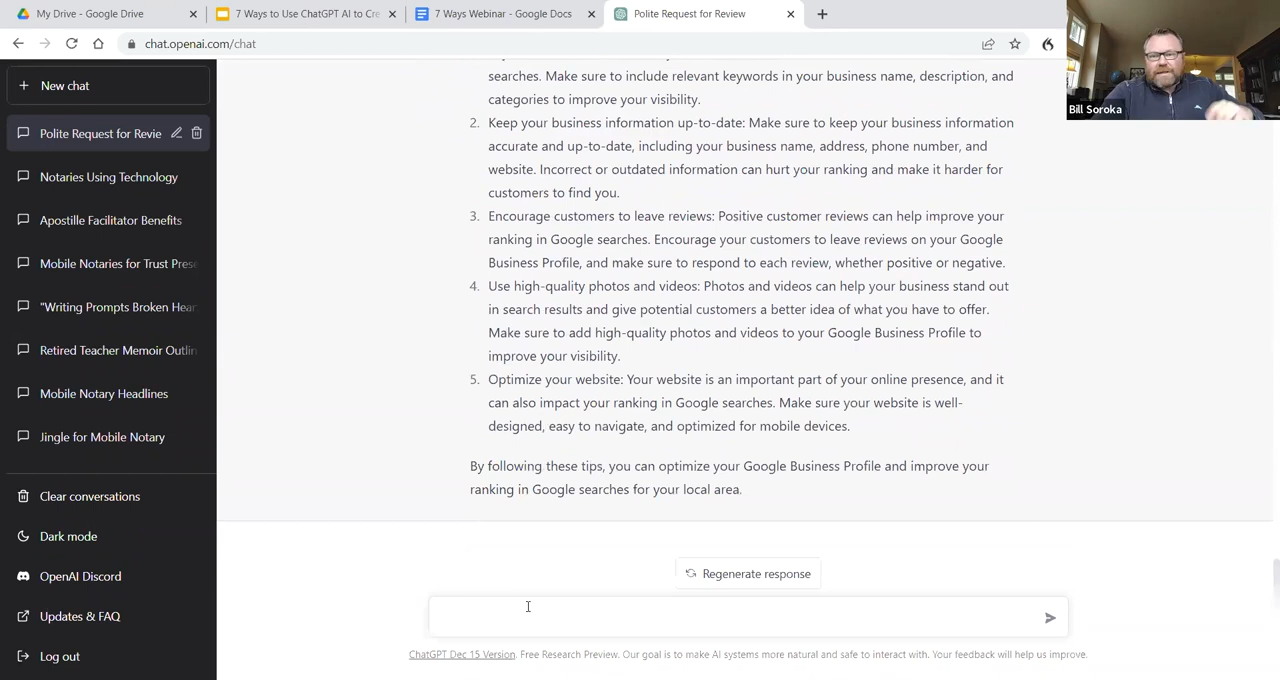 My Drive - Google Drive
7 Ways to Use ChatGPT AI to Cre
7 Ways Webinar - Google Docs
Polite Request for Review
chat.openai.com/chat
Bill Soroka
New chat
Polite Request for Revie
Notaries Using Technology
Apostille Facilitator Benefits
Mobile Notaries for Trust Prese
"Writing Prompts Broken Hear
Retired Teacher Memoir Outlin
Mobile Notary Headlines
Jingle for Mobile Notary
Clear conversations
Dark mode
OpenAI Discord
Updates & FAQ
Log out
searches. Make sure to include relevant keywords in your business name, description, and
categories to improve your visibility.
2. Keep your business information up-to-date: Make sure to keep your business information
accurate and up-to-date, including your business name, address, phone number, and
website. Incorrect or outdated information can hurt your ranking and make it harder for
customers to find you.
3. Encourage customers to leave reviews: Positive customer reviews can help improve your
ranking in Google searches. Encourage your customers to leave reviews on your Google
Business Profile, and make sure to respond to each review, whether positive or negative.
4. Use high-quality photos and videos: Photos and videos can help your business stand out
in search results and give potential customers a better idea of what you have to offer.
Make sure to add high-quality photos and videos to your Google Business Profile to
improve your visibility.
5. Optimize your website: Your website is an important part of your online presence, and it
can also impact your ranking in Google searches. Make sure your website is well-
designed, easy to navigate, and optimized for mobile devices.
By following these tips, you can optimize your Google Business Profile and improve your
ranking in Google searches for your local area.
Regenerate response
ChatGPT Dec 15 Version. Free Research Preview. Our goal is to make AI systems more natural and safe to interact with. Your feedback will help us improve.